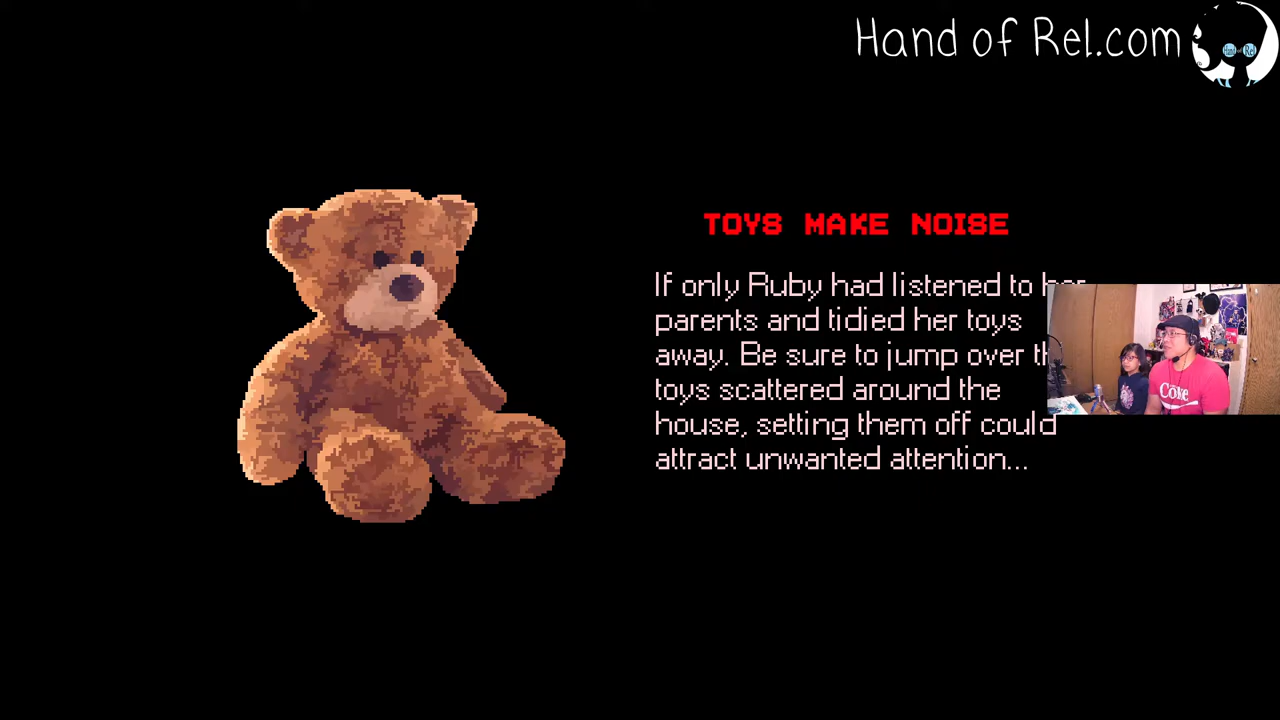 Hand of Rel.com
TOYS MAKE NOISE
If only Ruby had listened to her
parents and tidied her toys
away. Be sure to jump over
toys scattered around the
house, setting them off could
attract unwanted attention...
Coke